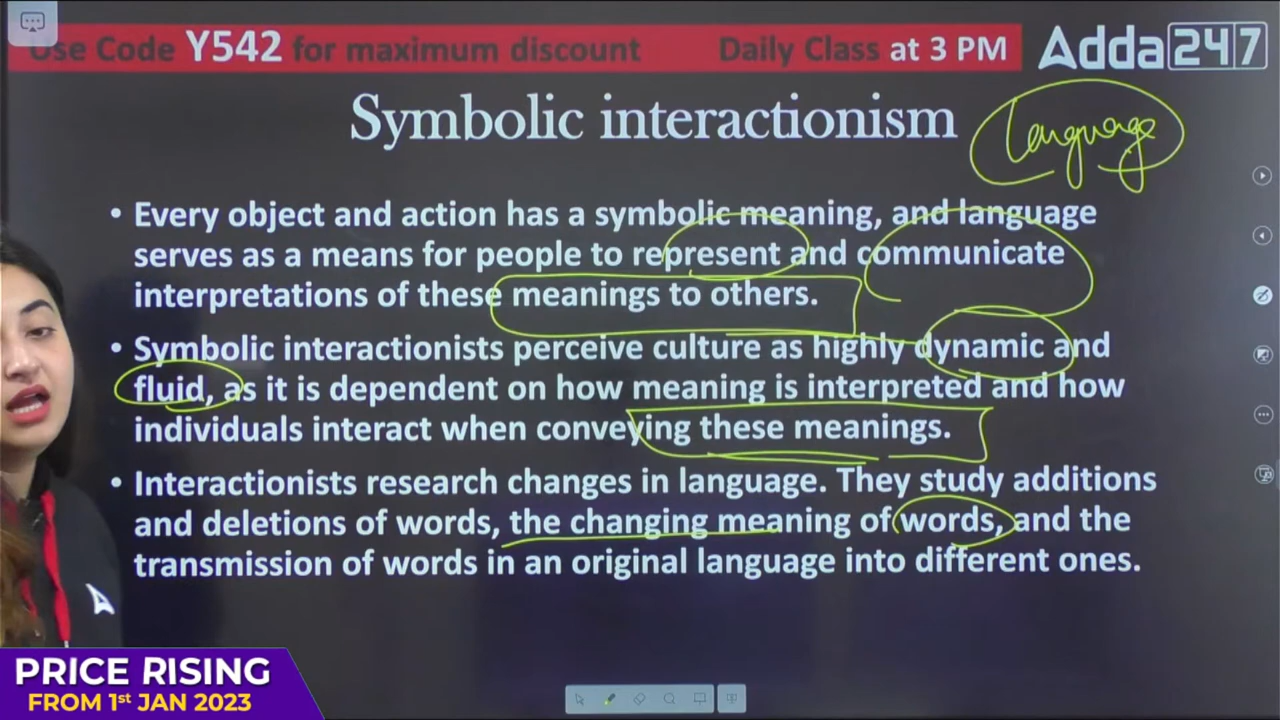 Use Code Y542 for maximum discount Daily Class at 3 PM Adda247
Symbolic interactionism
language
• Every object and action has a symbolic meaning, and language
serves as a means for people to represent and communicate
interpretations of these meanings to others.
• Symbolic interactionists perceive culture as highly dynamic and
fluid, as it is dependent on how meaning is interpreted and how
individuals interact when conveying these meanings.
• Interactionists research changes in language. They study additions
and deletions of words, the changing meaning of words, and the
transmission of words in an original language into different ones.
PRICE RISING
FROM 1st JAN 2023